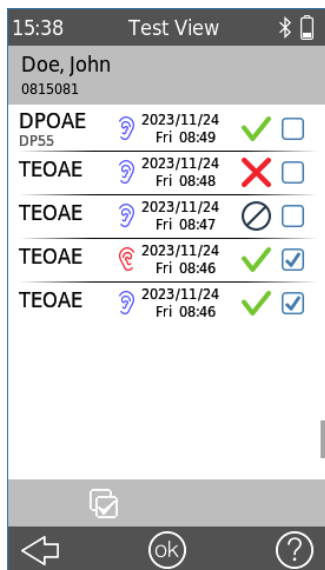 15:38 Test View
Doe, John
0815081
DPOAE 2023/11/24
DP55 Fri 08:49
TEOAE 2023/11/24
Fri 08:48
TEOAE 2023/11/24
Fri 08:47
TEOAE 2023/11/24
Fri 08:46
TEOAE 2023/11/24
Fri 08:46
ok ?